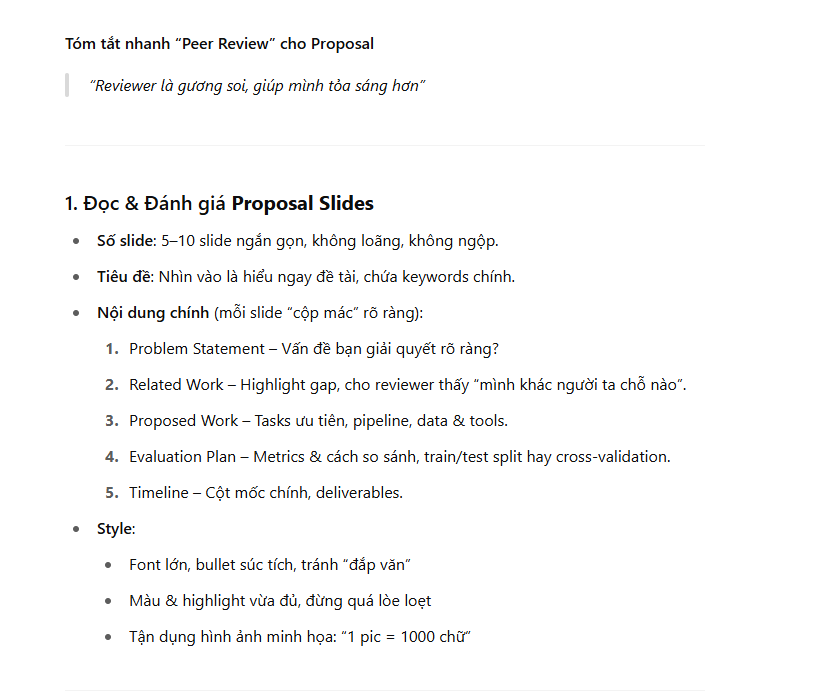 Tóm tắt nhanh “Peer Review” cho Proposal
“Reviewer là gương soi, giúp mình tỏa sáng hơn”
1. Đọc & Đánh giá Proposal Slides
• Số slide: 5–10 slide ngắn gọn, không loãng, không ngộp.
• Tiêu đề: Nhìn vào là hiểu ngay đề tài, chứa keywords chính.
• Nội dung chính (mỗi slide “cộp mác” rõ ràng):
1. Problem Statement – Vấn đề bạn giải quyết rõ ràng?
2. Related Work – Highlight gap, cho reviewer thấy “mình khác người ta chỗ nào”.
3. Proposed Work – Tasks ưu tiên, pipeline, data & tools.
4. Evaluation Plan – Metrics & cách so sánh, train/test split hay cross-validation.
5. Timeline – Cột mốc chính, deliverables.
• Style:
• Font lớn, bullet súc tích, tránh “đắp văn”
• Màu & highlight vừa đủ, đừng quá lòe loẹt
• Tận dụng hình ảnh minh họa: “1 pic = 1000 chữ”